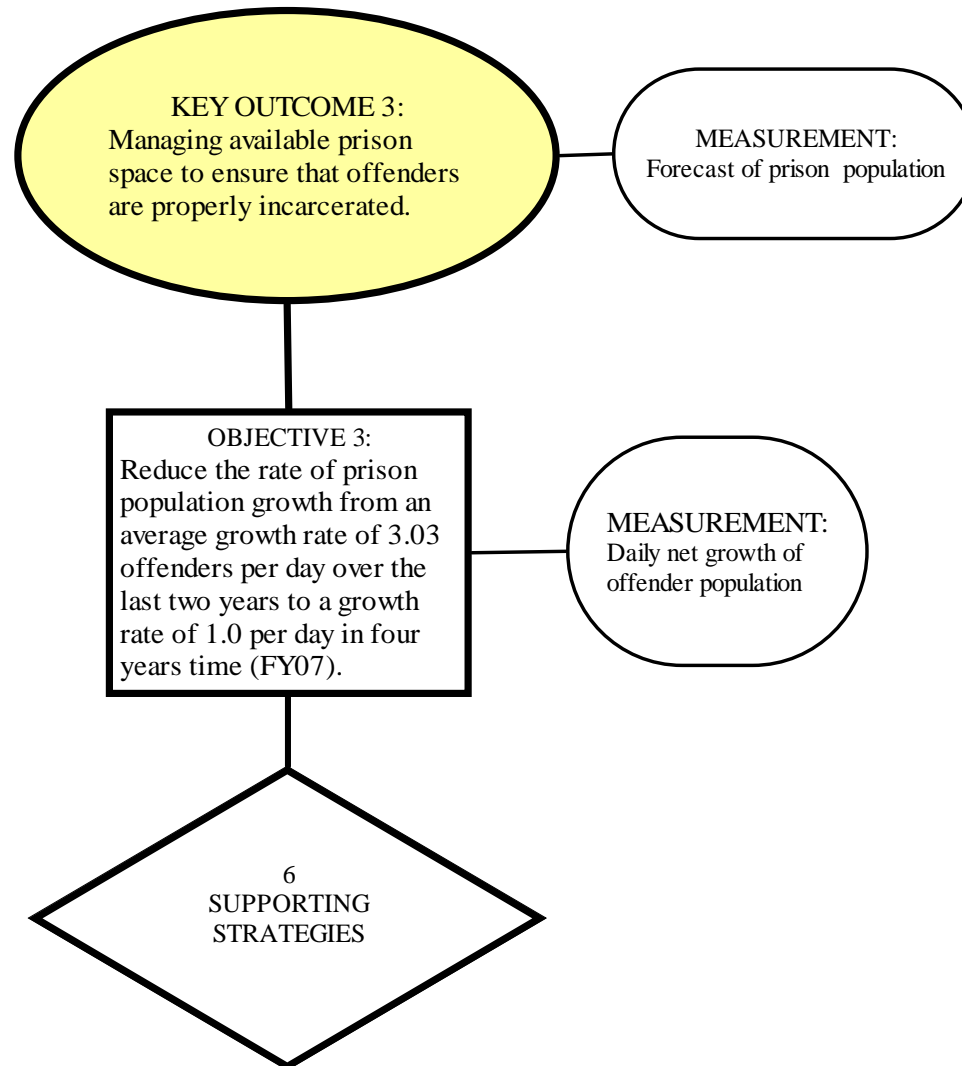 KEY OUTCOME 3:
Managing available prison
space to ensure that offenders
are properly incarcerated.
MEASUREMENT:
Forecast of prison population
OBJECTIVE 3:
Reduce the rate of prison
population growth from an
average growth rate of 3.03
offenders per day over the
last two years to a growth
rate of 1.0 per day in four
years time (FY07).
MEASUREMENT:
Daily net growth of
offender population
6
SUPPORTING
STRATEGIES